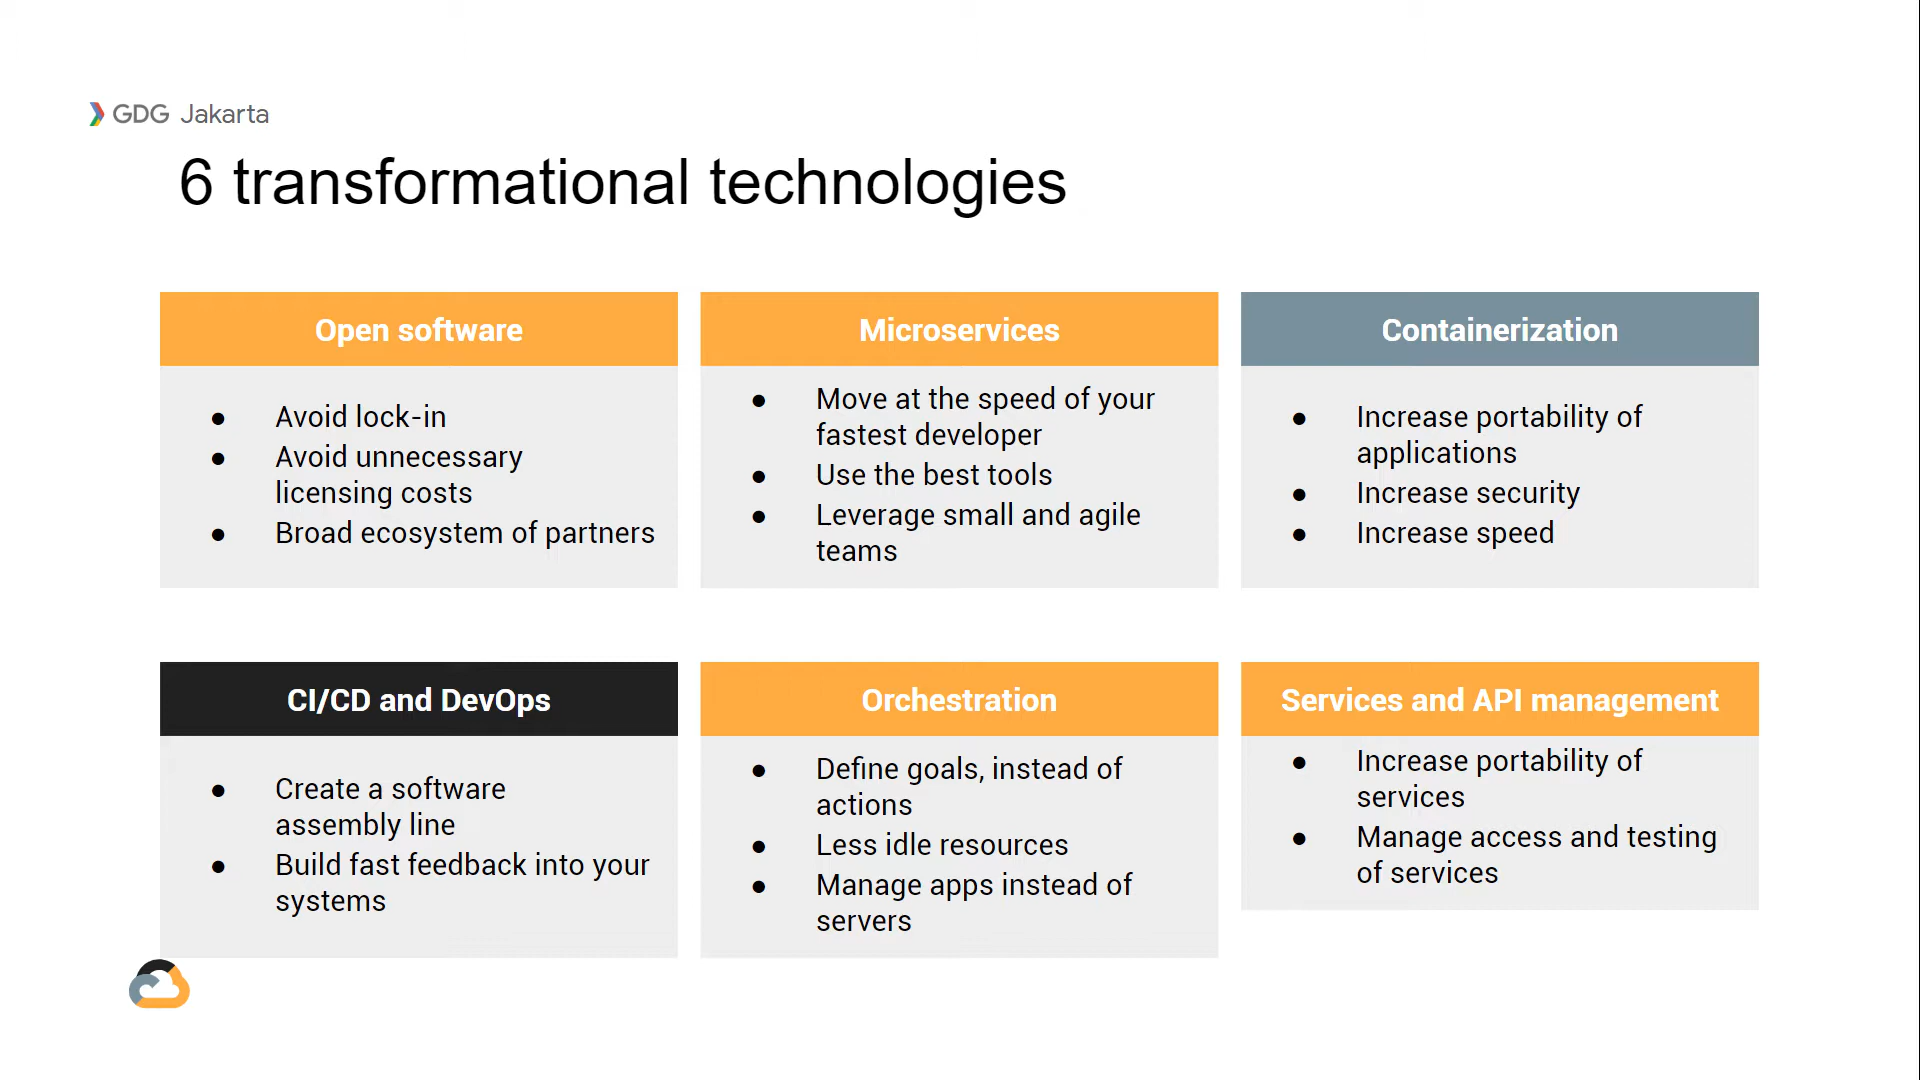 GDG Jakarta
6 transformational technologies
Open software
● Avoid lock-in
● Avoid unnecessary
licensing costs
● Broad ecosystem of partners
Microservices
● Move at the speed of your
fastest developer
● Use the best tools
● Leverage small and agile
teams
Containerization
● Increase portability of
applications
● Increase security
● Increase speed
CI/CD and DevOps
● Create a software
assembly line
● Build fast feedback into your
systems
Orchestration
● Define goals, instead of
actions
● Less idle resources
● Manage apps instead of
servers
Services and API management
● Increase portability of
services
● Manage access and testing
of services